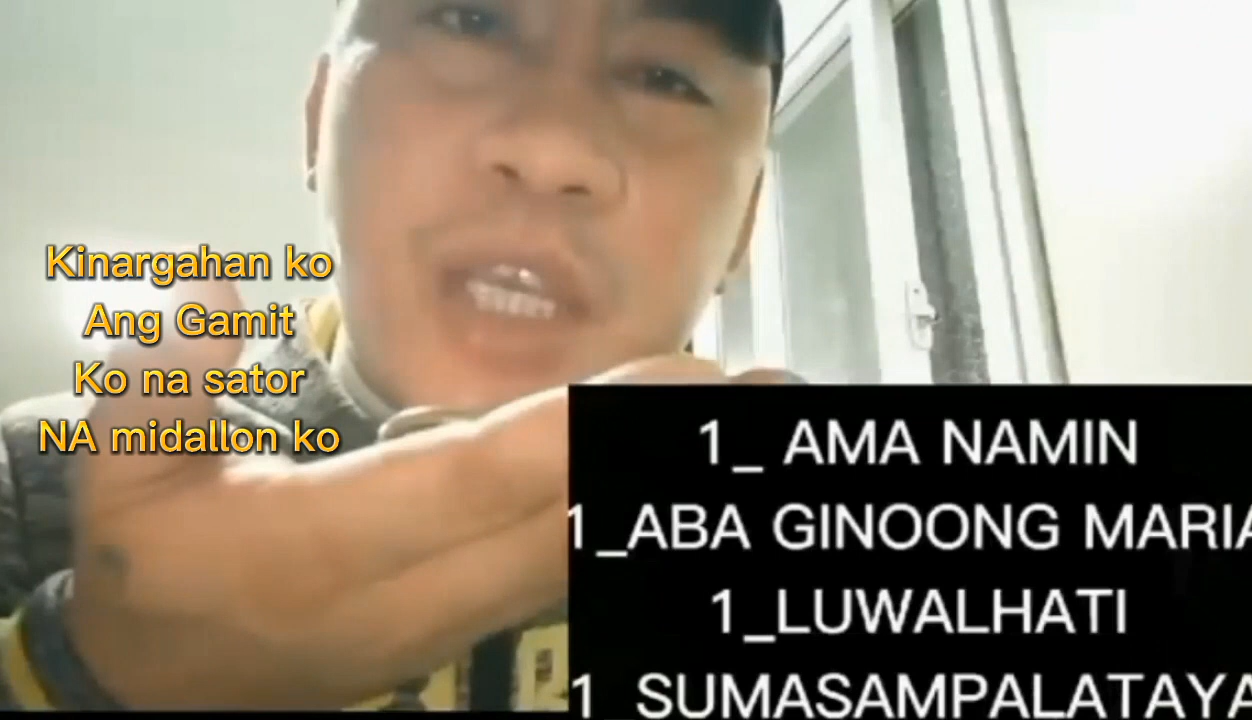 Kinargahan ko
Ang Gamit
Ko na sator
NA midallon ko
1_ AMA NAMIN
1_ABA GINOONG MARIA
1_LUWALHATI
1 SUMASAMPALATAYA